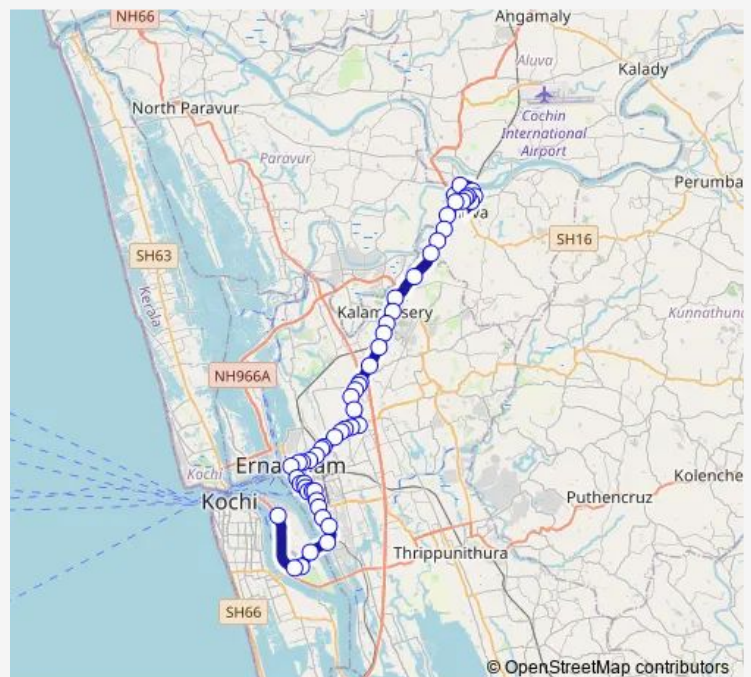 NH66
Angamaly
Aluva
Kalady
North Paravur
Cochin
International
Airport
Paravur
Perumba
SH16
SH63
Kerala
Kunnathuna
NH966A
Kochi
Kochi
Kolenche
Puthencruz
Thrippunithura
SH66
© OpenStreetMap contributors